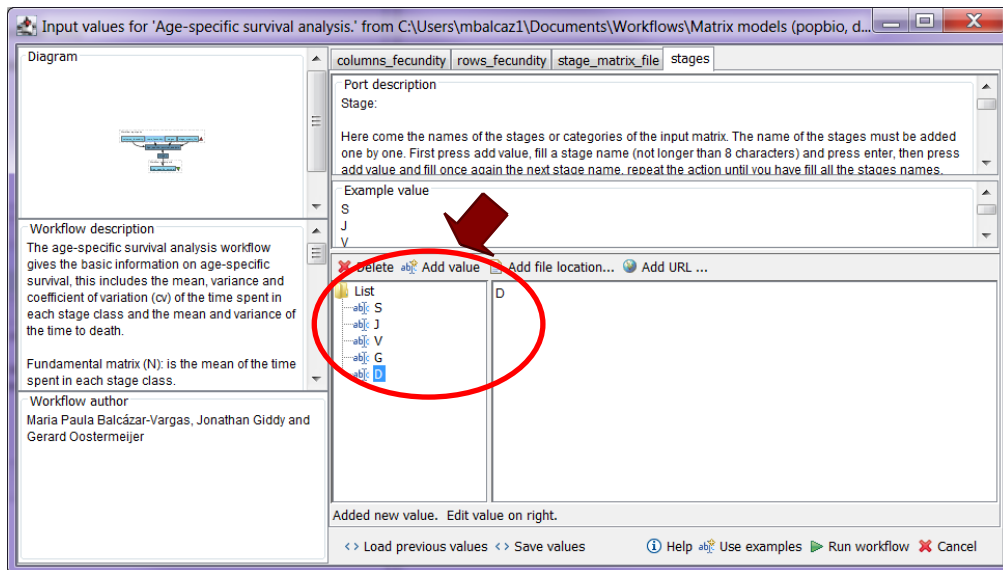 Input values for 'Age-specific survival analysis.' from C:\Users\mbalcaz1\Documents\Workflows\Matrix models (popbio, d...
Diagram
Workflow description
The age-specific survival analysis workflow
gives the basic information on age-specific
survival, this includes the mean, variance and
coefficient of variation (cv) of the time spent in
each stage class and the mean and variance of
the time to death.
Fundamental matrix (N): is the mean of the time
spent in each stage class.
Workflow author
Maria Paula Balcázar-Vargas, Jonathan Giddy and
Gerard Oostermeijer
columns_fecundity rows_fecundity stage_matrix_file stages
Port description
Stage:
Here come the names of the stages or categories of the input matrix. The name of the stages must be added
one by one. First press add value, fill a stage name (not longer than 8 characters) and press enter, then press
add value and fill once again the next stage name, repeat the action until you have fill all the stages names.
Example value
S
J
V
Delete Add value Add file location... Add URL ...
List
S
J
V
G
D
D
Added new value. Edit value on right.
Load previous values Save values Help Use examples Run workflow Cancel